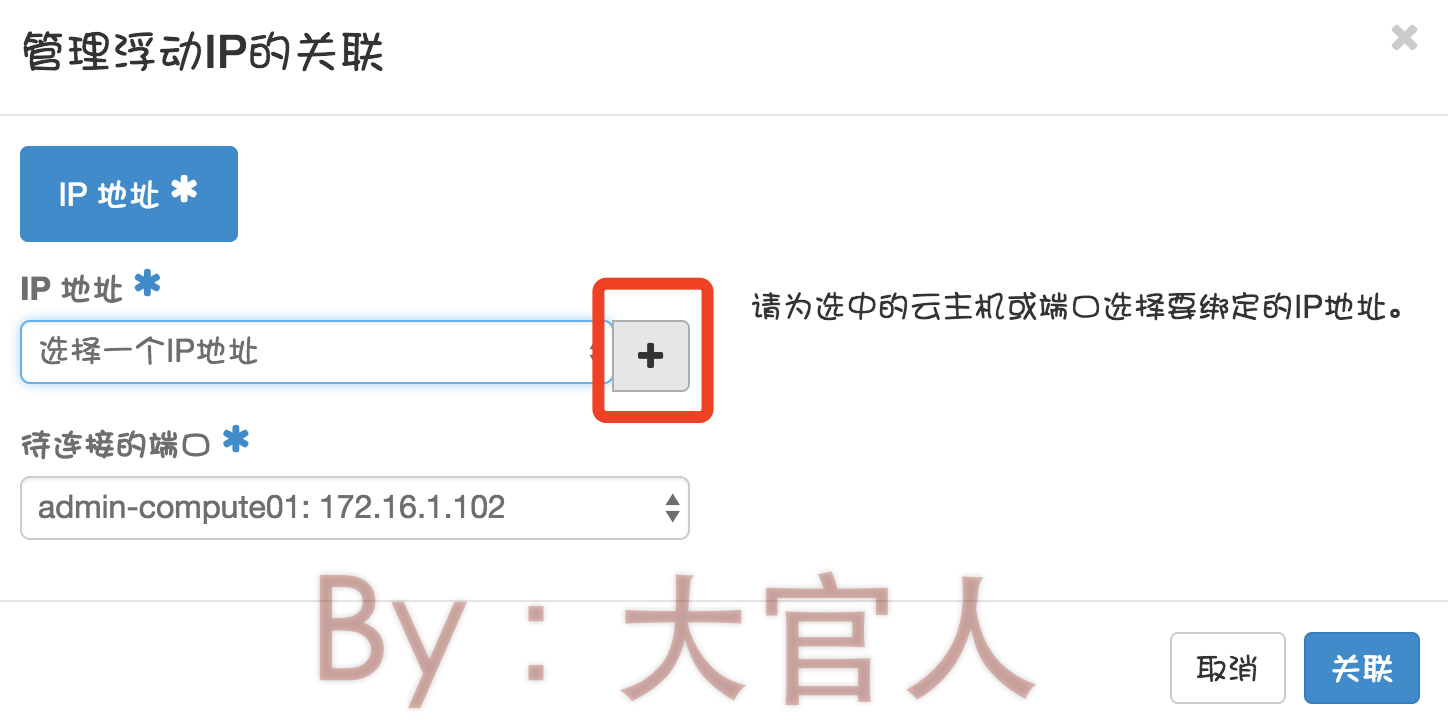 管理浮动IP的关联
IP 地址 *
IP 地址 *
选择一个IP地址
请为选中的云主机或端口选择要绑定的IP地址。
待连接的端口 *
admin-compute01: 172.16.1.102
By：大官人
取消
关联